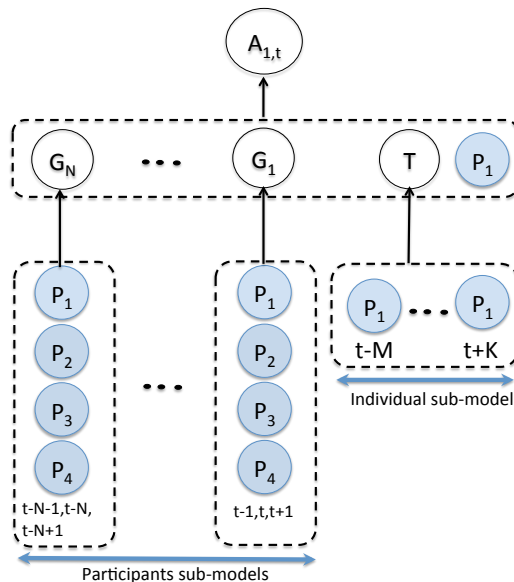 A1,t
GN ... G1 T P1
P1 P1 P1 ... P1
t-M t+K
P2 P2
Individual sub-model
P3 ... P3
P4 P4
t-N-1,t-N, t-1,t,t+1
t-N+1
Participants sub-models